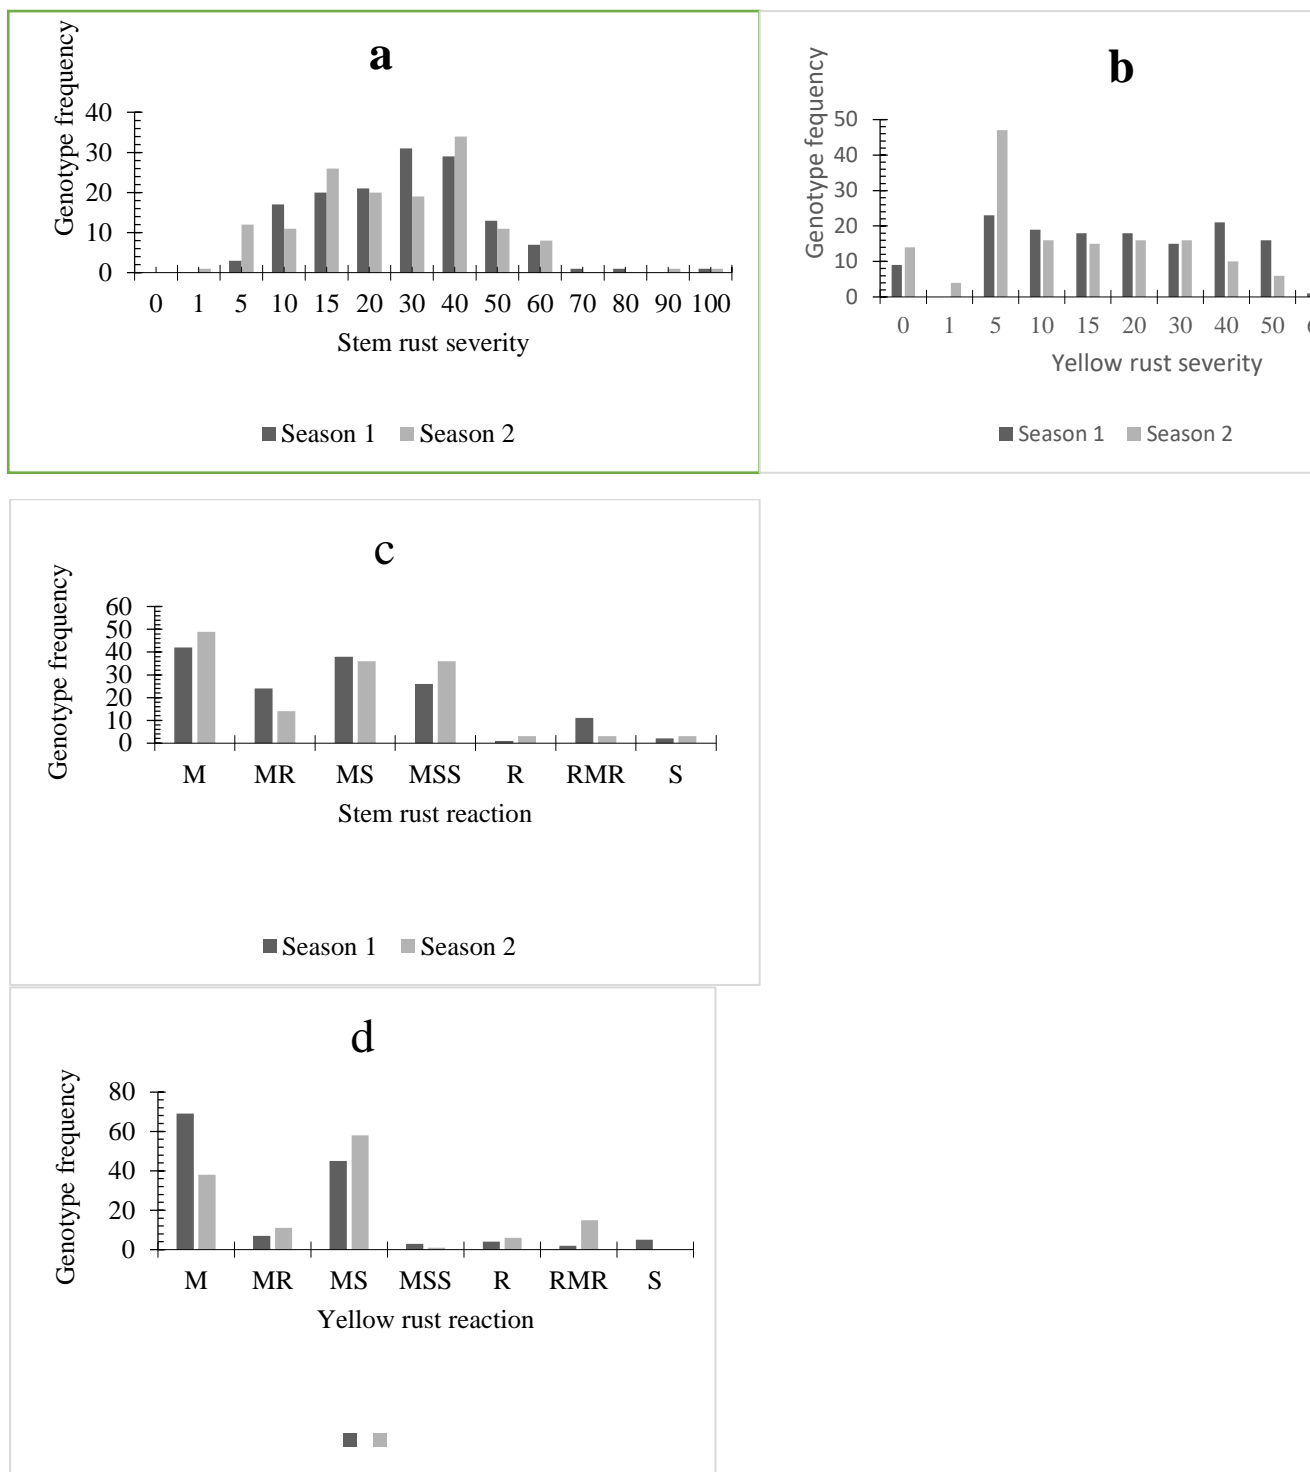 a
Genotype frequency
40
30
20
10
0
0 1 5 10 15 20 30 40 50 60 70 80 90 100
Stem rust severity
Season 1 Season 2
b
Genotype fequency
50
40
30
20
10
0
0 1 5 10 15 20 30 40 50
Yellow rust severity
Season 1 Season 2
c
Genotype frequency
60
50
40
30
20
10
0
M MR MS MSS R RMR S
Stem rust reaction
Season 1 Season 2
d
Genotype frequency
80
60
40
20
0
M MR MS MSS R RMR S
Yellow rust reaction